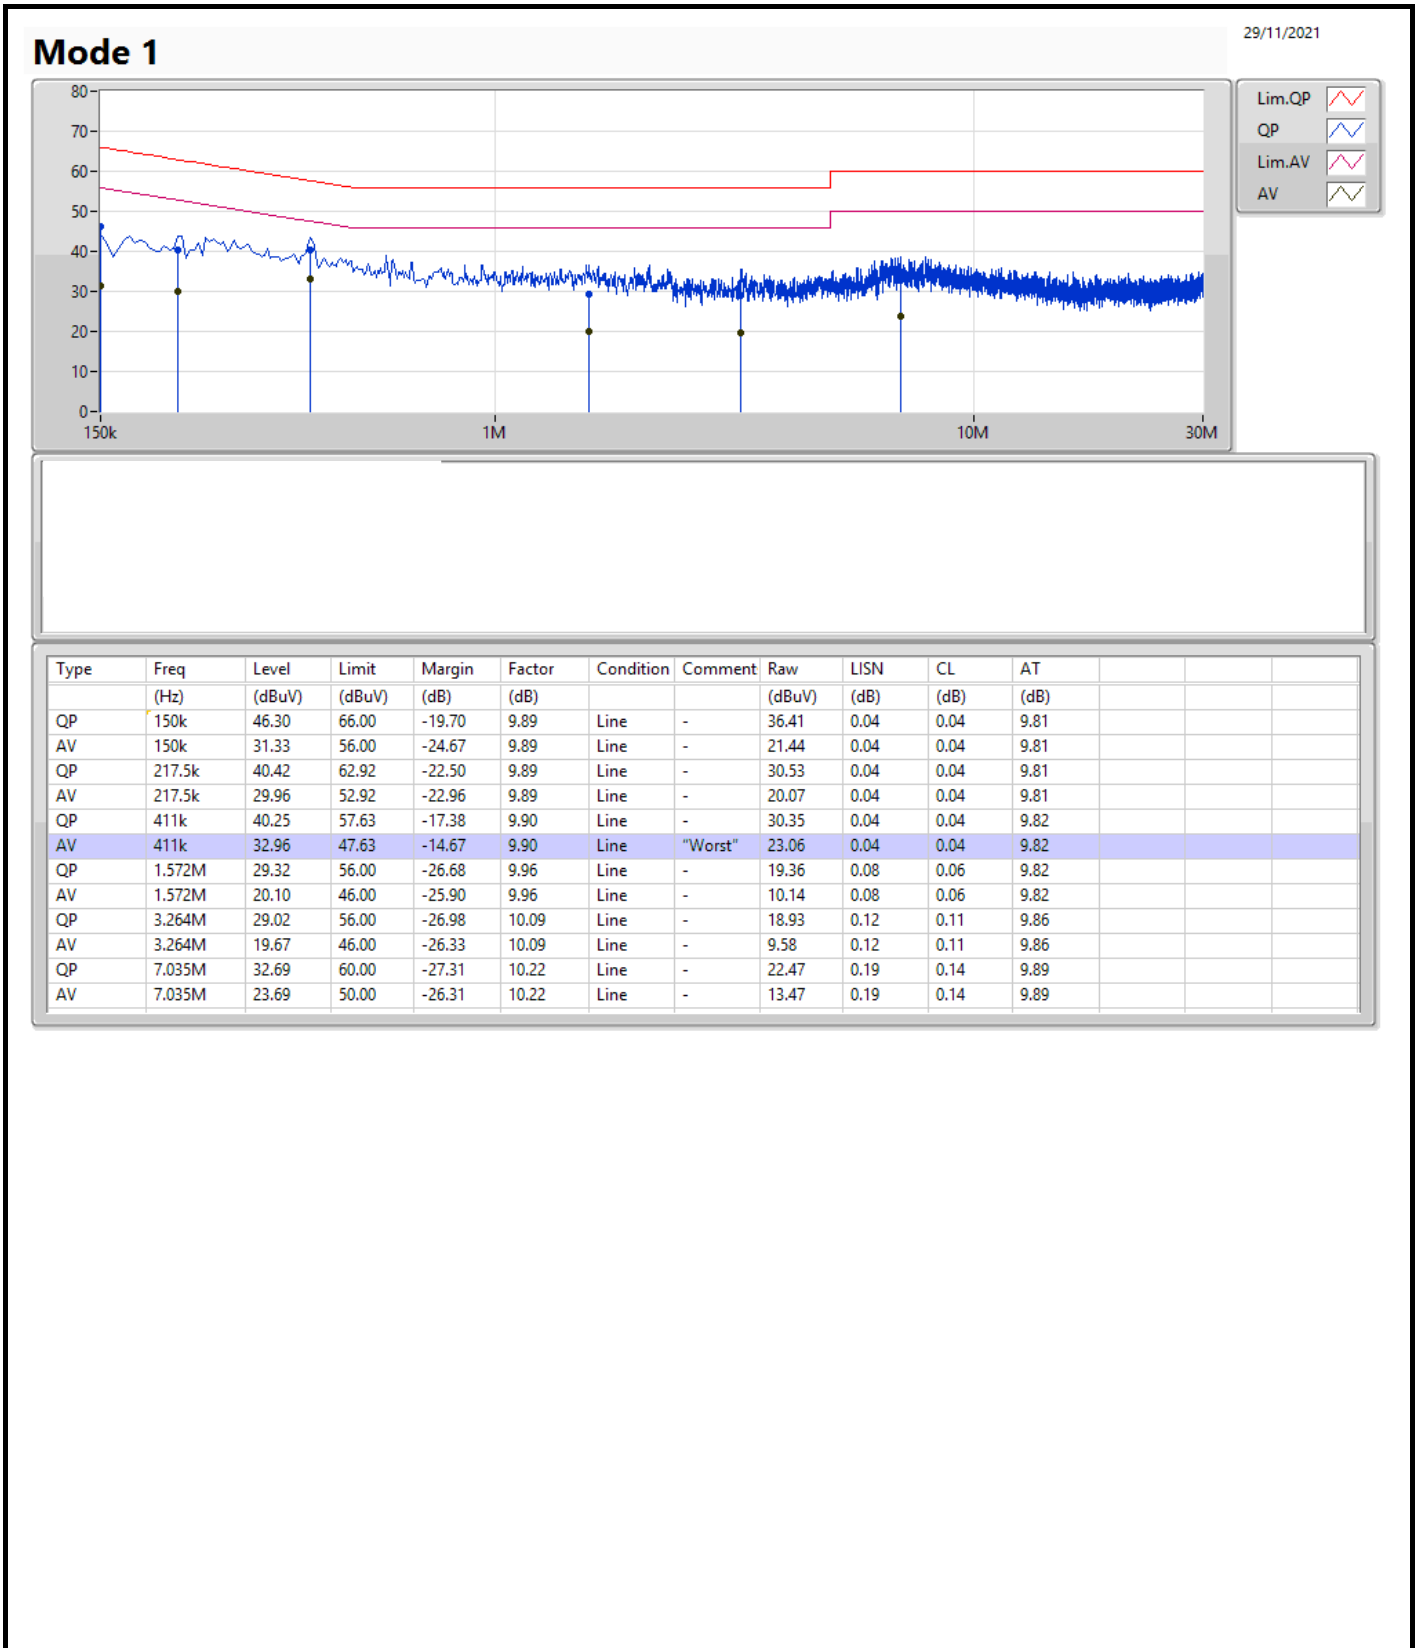 29/11/2021
Mode 1
80
70
60
50
40
30
20
10
0
150k 1M 10M 30M
Lim.QP
QP
Lim.AV
AV
Type Freq Level Limit Margin Factor Condition Comment Raw LISN CL AT
(Hz) (dBuV) (dBuV) (dB) (dB) (dBuV) (dB) (dB) (dB)
QP 150k 46.30 66.00 -19.70 9.89 Line - 36.41 0.04 0.04 9.81
AV 150k 31.33 56.00 -24.67 9.89 Line - 21.44 0.04 0.04 9.81
QP 217.5k 40.42 62.92 -22.50 9.89 Line - 30.53 0.04 0.04 9.81
AV 217.5k 29.96 52.92 -22.96 9.89 Line - 20.07 0.04 0.04 9.81
QP 411k 40.25 57.63 -17.38 9.90 Line - 30.35 0.04 0.04 9.82
AV 411k 32.96 47.63 -14.67 9.90 Line "Worst" 23.06 0.04 0.04 9.82
QP 1.572M 29.32 56.00 -26.68 9.96 Line - 19.36 0.08 0.06 9.82
AV 1.572M 20.10 46.00 -25.90 9.96 Line - 10.14 0.08 0.06 9.82
QP 3.264M 29.02 56.00 -26.98 10.09 Line - 18.93 0.12 0.11 9.86
AV 3.264M 19.67 46.00 -26.33 10.09 Line - 9.58 0.12 0.11 9.86
QP 7.035M 32.69 60.00 -27.31 10.22 Line - 22.47 0.19 0.14 9.89
AV 7.035M 23.69 50.00 -26.31 10.22 Line - 13.47 0.19 0.14 9.89